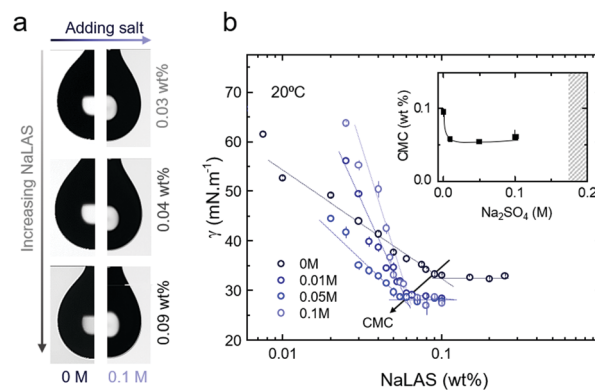 a
Adding salt
Increasing NaLAS
0.03 wt%
0.04 wt%
0.09 wt%
0 M
0.1 M
b
20ºC
γ (mN.m⁻¹)
70
60
50
40
30
20
0M
0.01M
0.05M
0.1M
CMC
0.01
0.1
NaLAS (wt%)
CMC (wt %)
0.1
0.0
0.0
0.1
0.2
Na₂SO₄ (M)